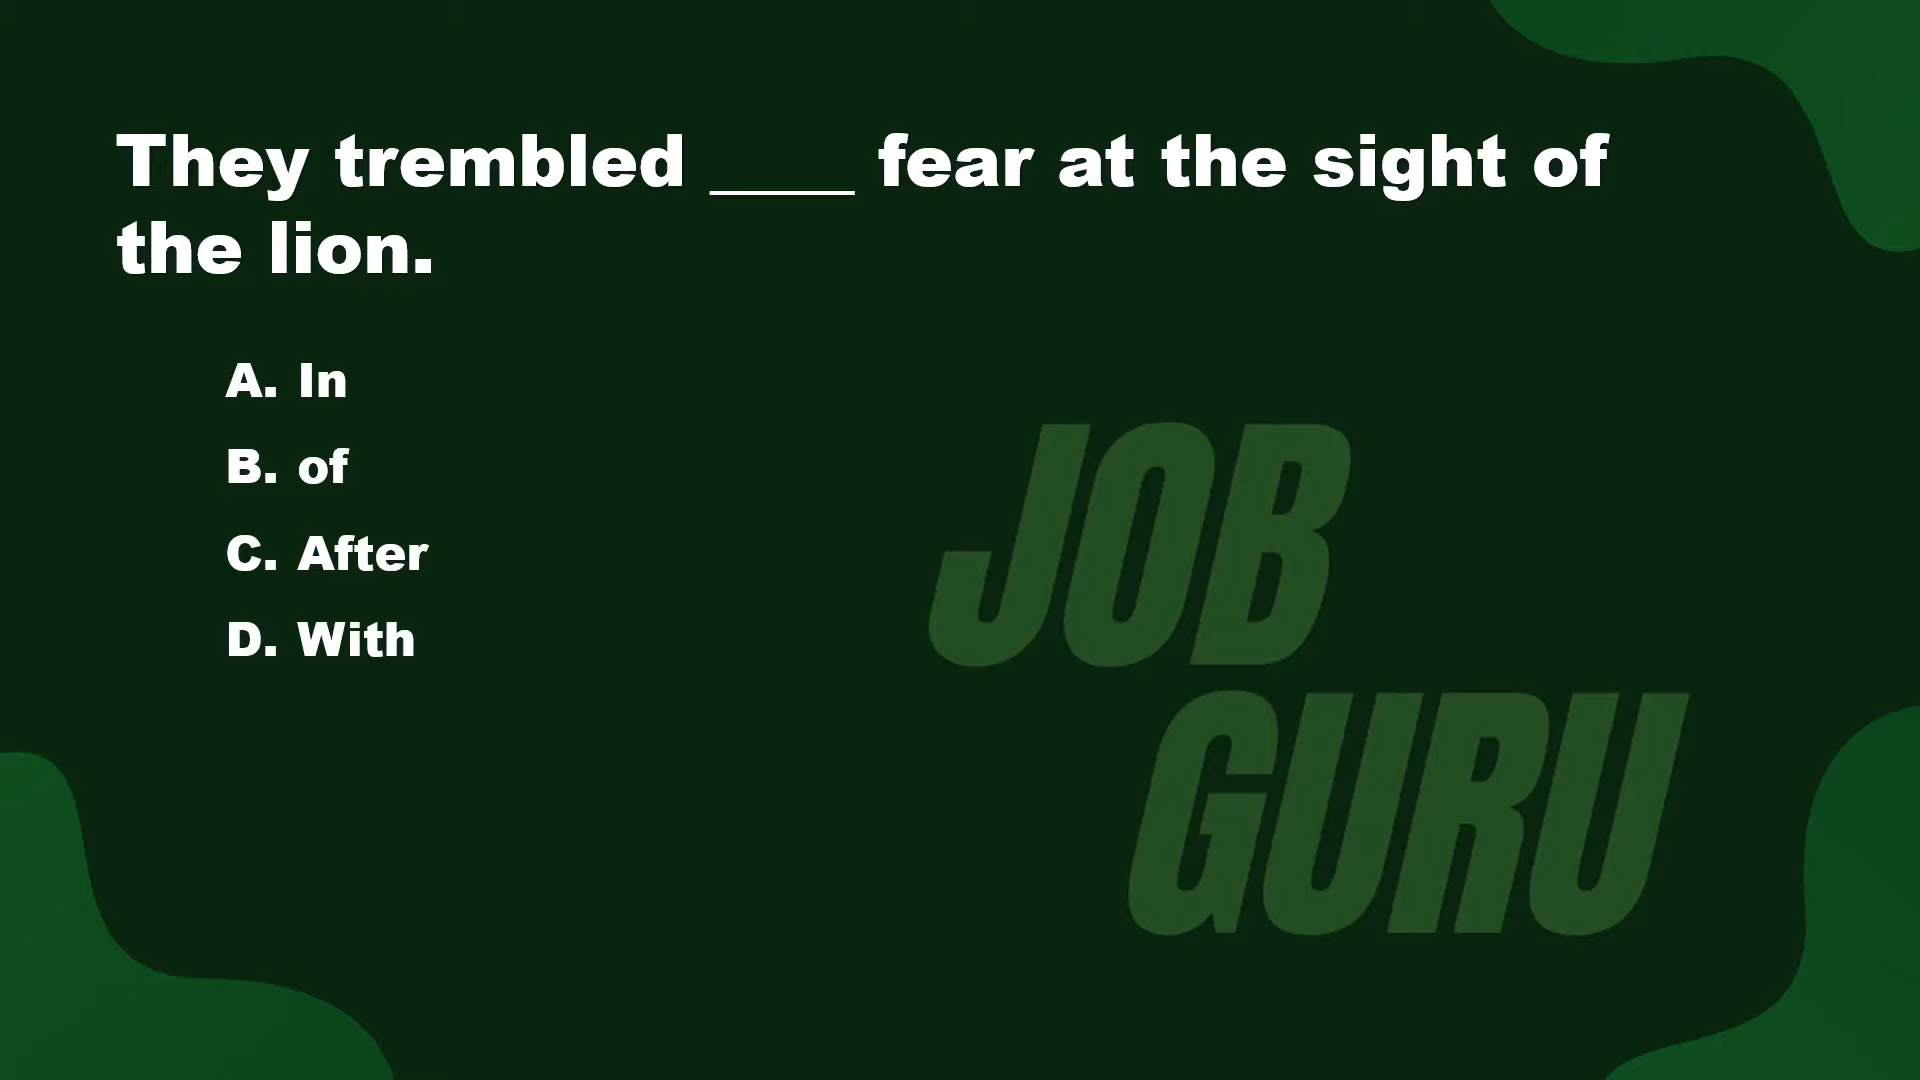 They trembled ____ fear at the sight of
the lion.
A. In
B. of
C. After
D. With
JOB
GURU